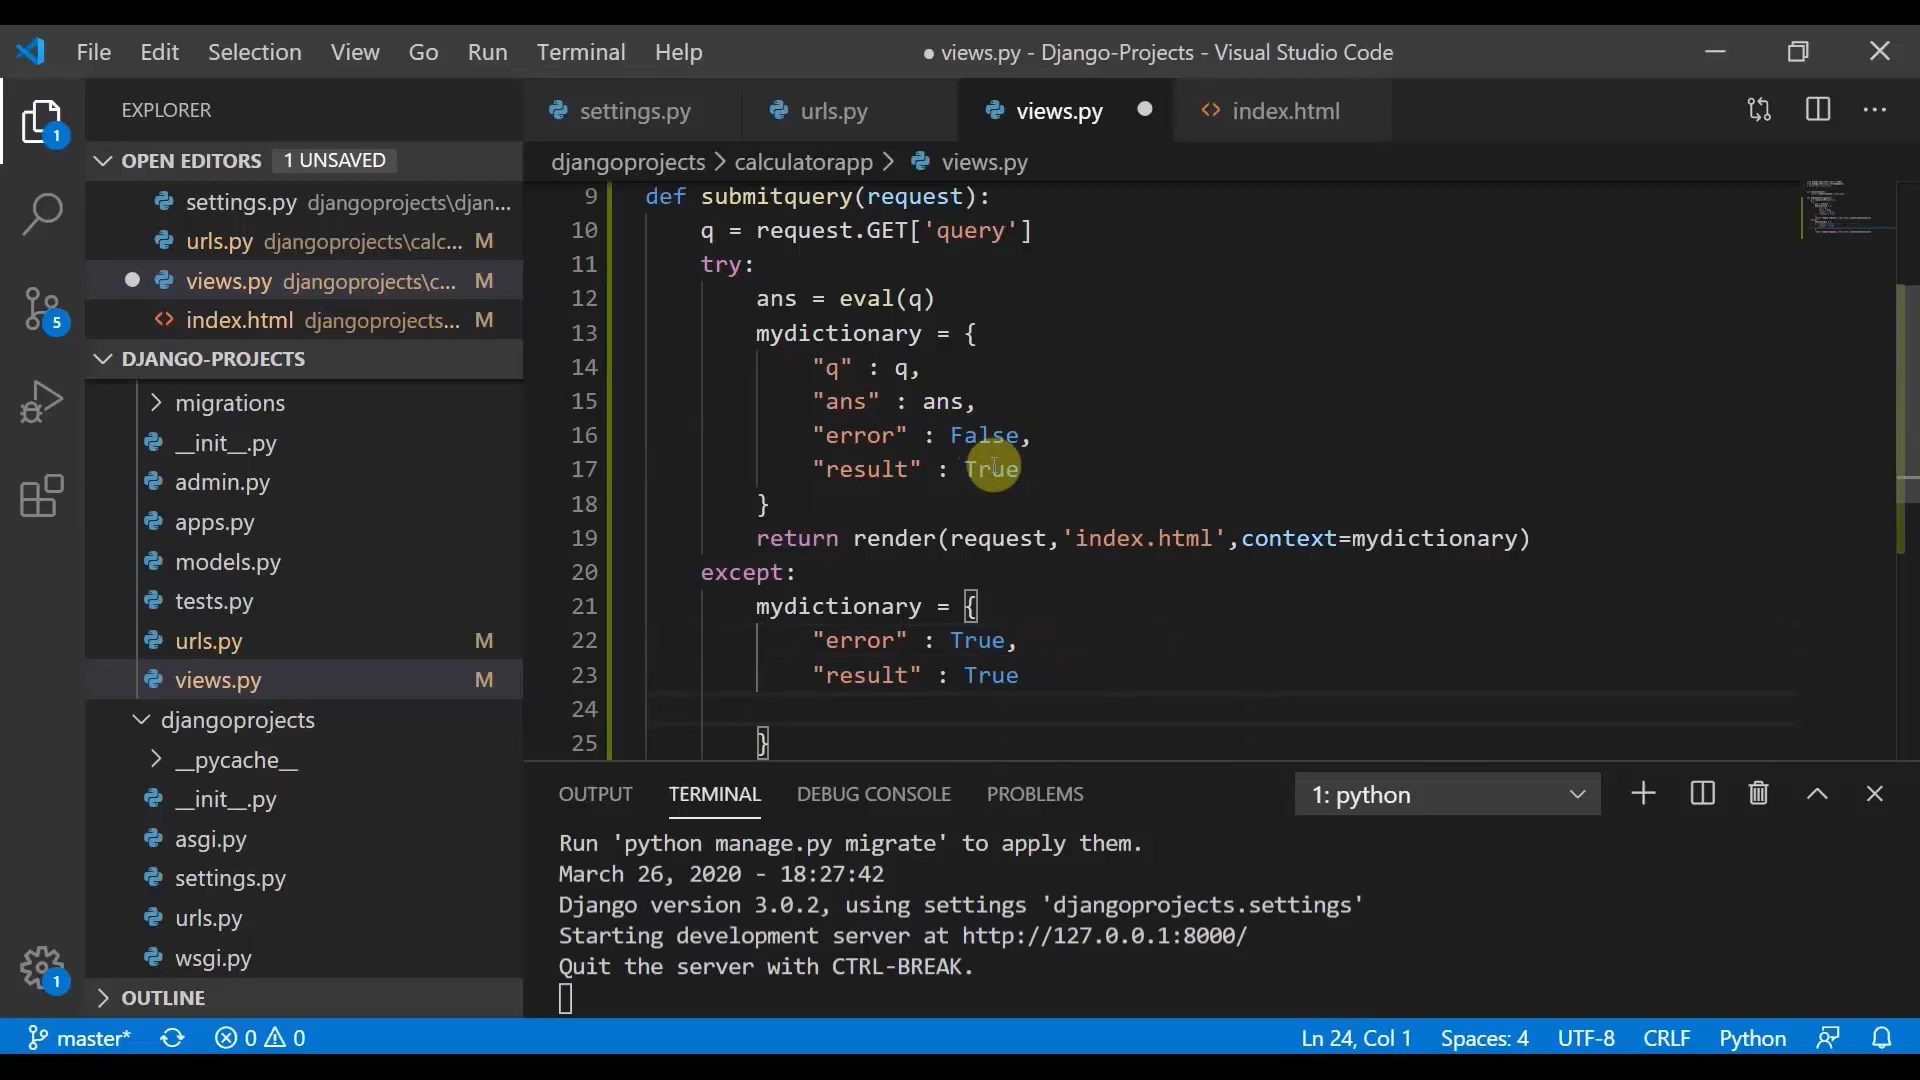 File Edit Selection View Go Run Terminal Help ● views.py - Django-Projects - Visual Studio Code
EXPLORER
settings.py urls.py views.py index.html
1
OPEN EDITORS 1 UNSAVED
settings.py djangoprojects\djan...
urls.py djangoprojects\calc... M
views.py djangoprojects\c... M
index.html djangoprojects... M
5
DJANGO-PROJECTS
migrations
__init__.py
admin.py
apps.py
models.py
tests.py
urls.py M
views.py M
djangoprojects
__pycache__
__init__.py
asgi.py
settings.py
urls.py
wsgi.py
1
OUTLINE
djangoprojects > calculatorapp > views.py
9 def submitquery(request):
10 q = request.GET['query']
11 try:
12 ans = eval(q)
13 mydictionary = {
14 "q" : q,
15 "ans" : ans,
16 "error" : False,
17 "result" : True
18 }
19 return render(request,'index.html',context=mydictionary)
20 except:
21 mydictionary = {
22 "error" : True,
23 "result" : True
24
25 }
OUTPUT TERMINAL DEBUG CONSOLE PROBLEMS 1: python
Run 'python manage.py migrate' to apply them.
March 26, 2020 - 18:27:42
Django version 3.0.2, using settings 'djangoprojects.settings'
Starting development server at http://127.0.0.1:8000/
Quit the server with CTRL-BREAK.
master* 0 0 Ln 24, Col 1 Spaces: 4 UTF-8 CRLF Python